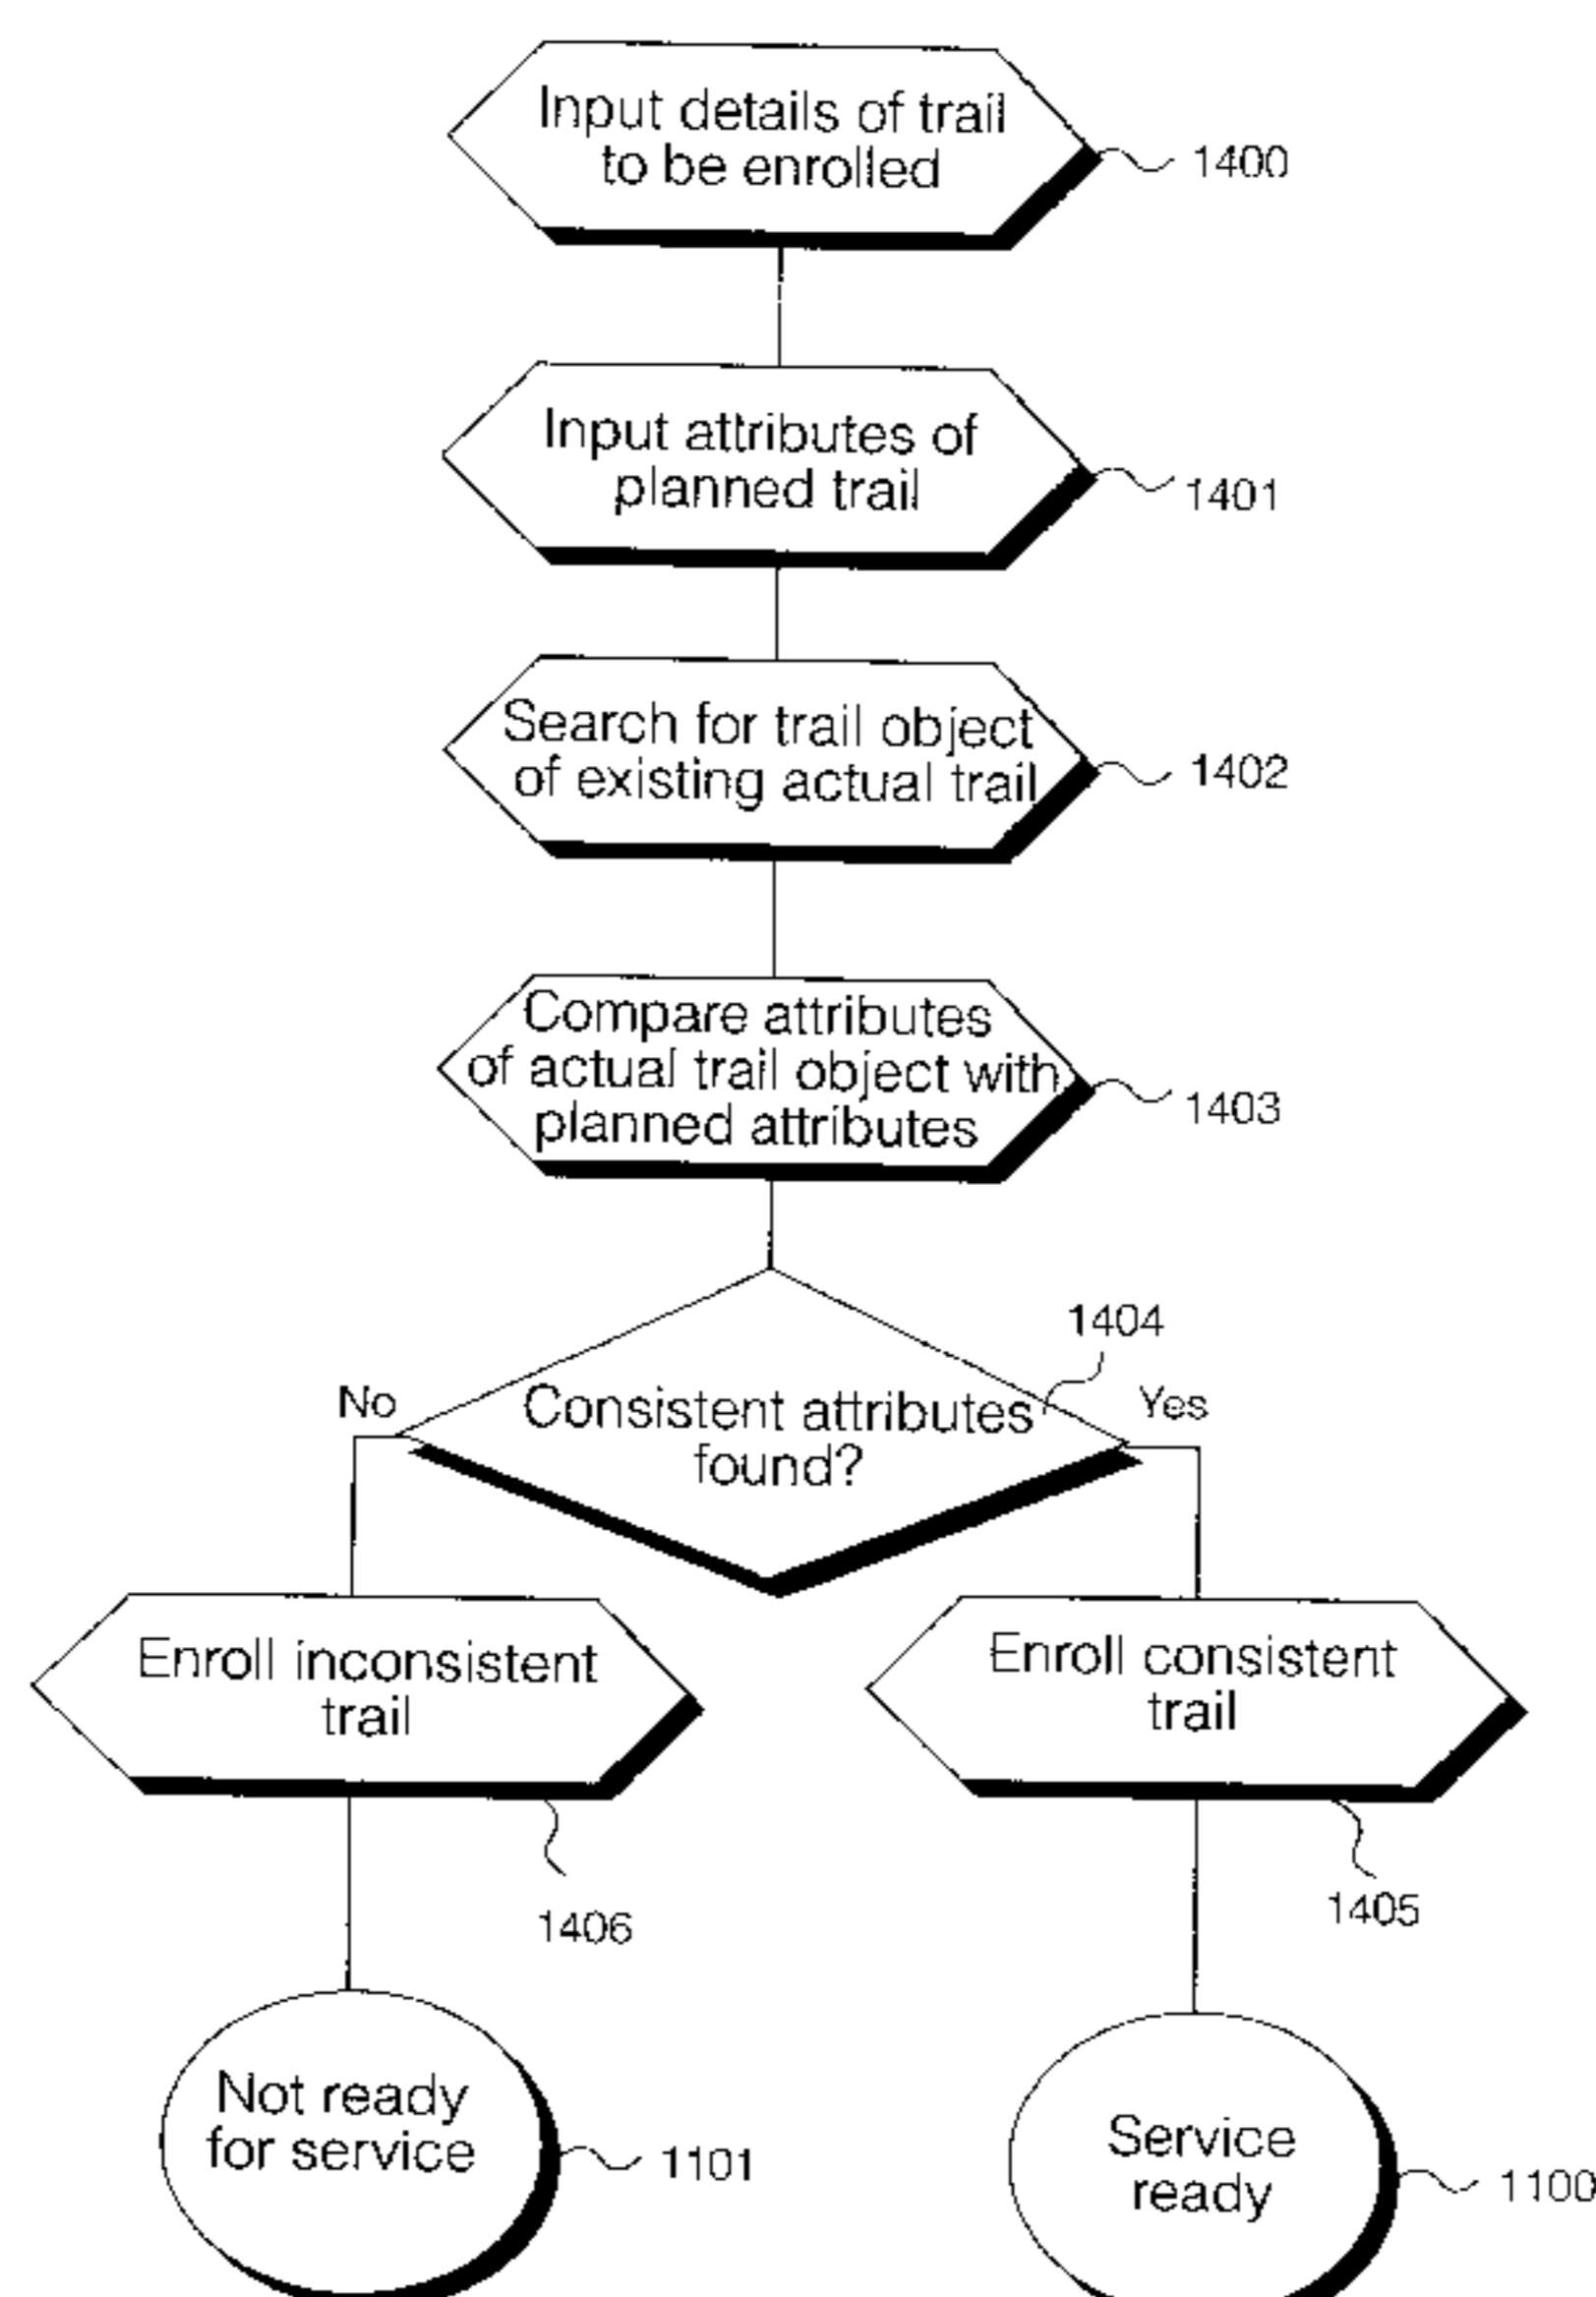 Input details of trail
to be enrolled
1400
Input attributes of
planned trail
1401
Search for trail object
of existing actual trail
1402
Compare attributes
of actual trail object with
planned attributes
1403
1404
No
Consistent attributes
found?
Yes
Enroll inconsistent
trail
Enroll consistent
trail
1406
1405
Not ready
for service
1101
Service
ready
1100